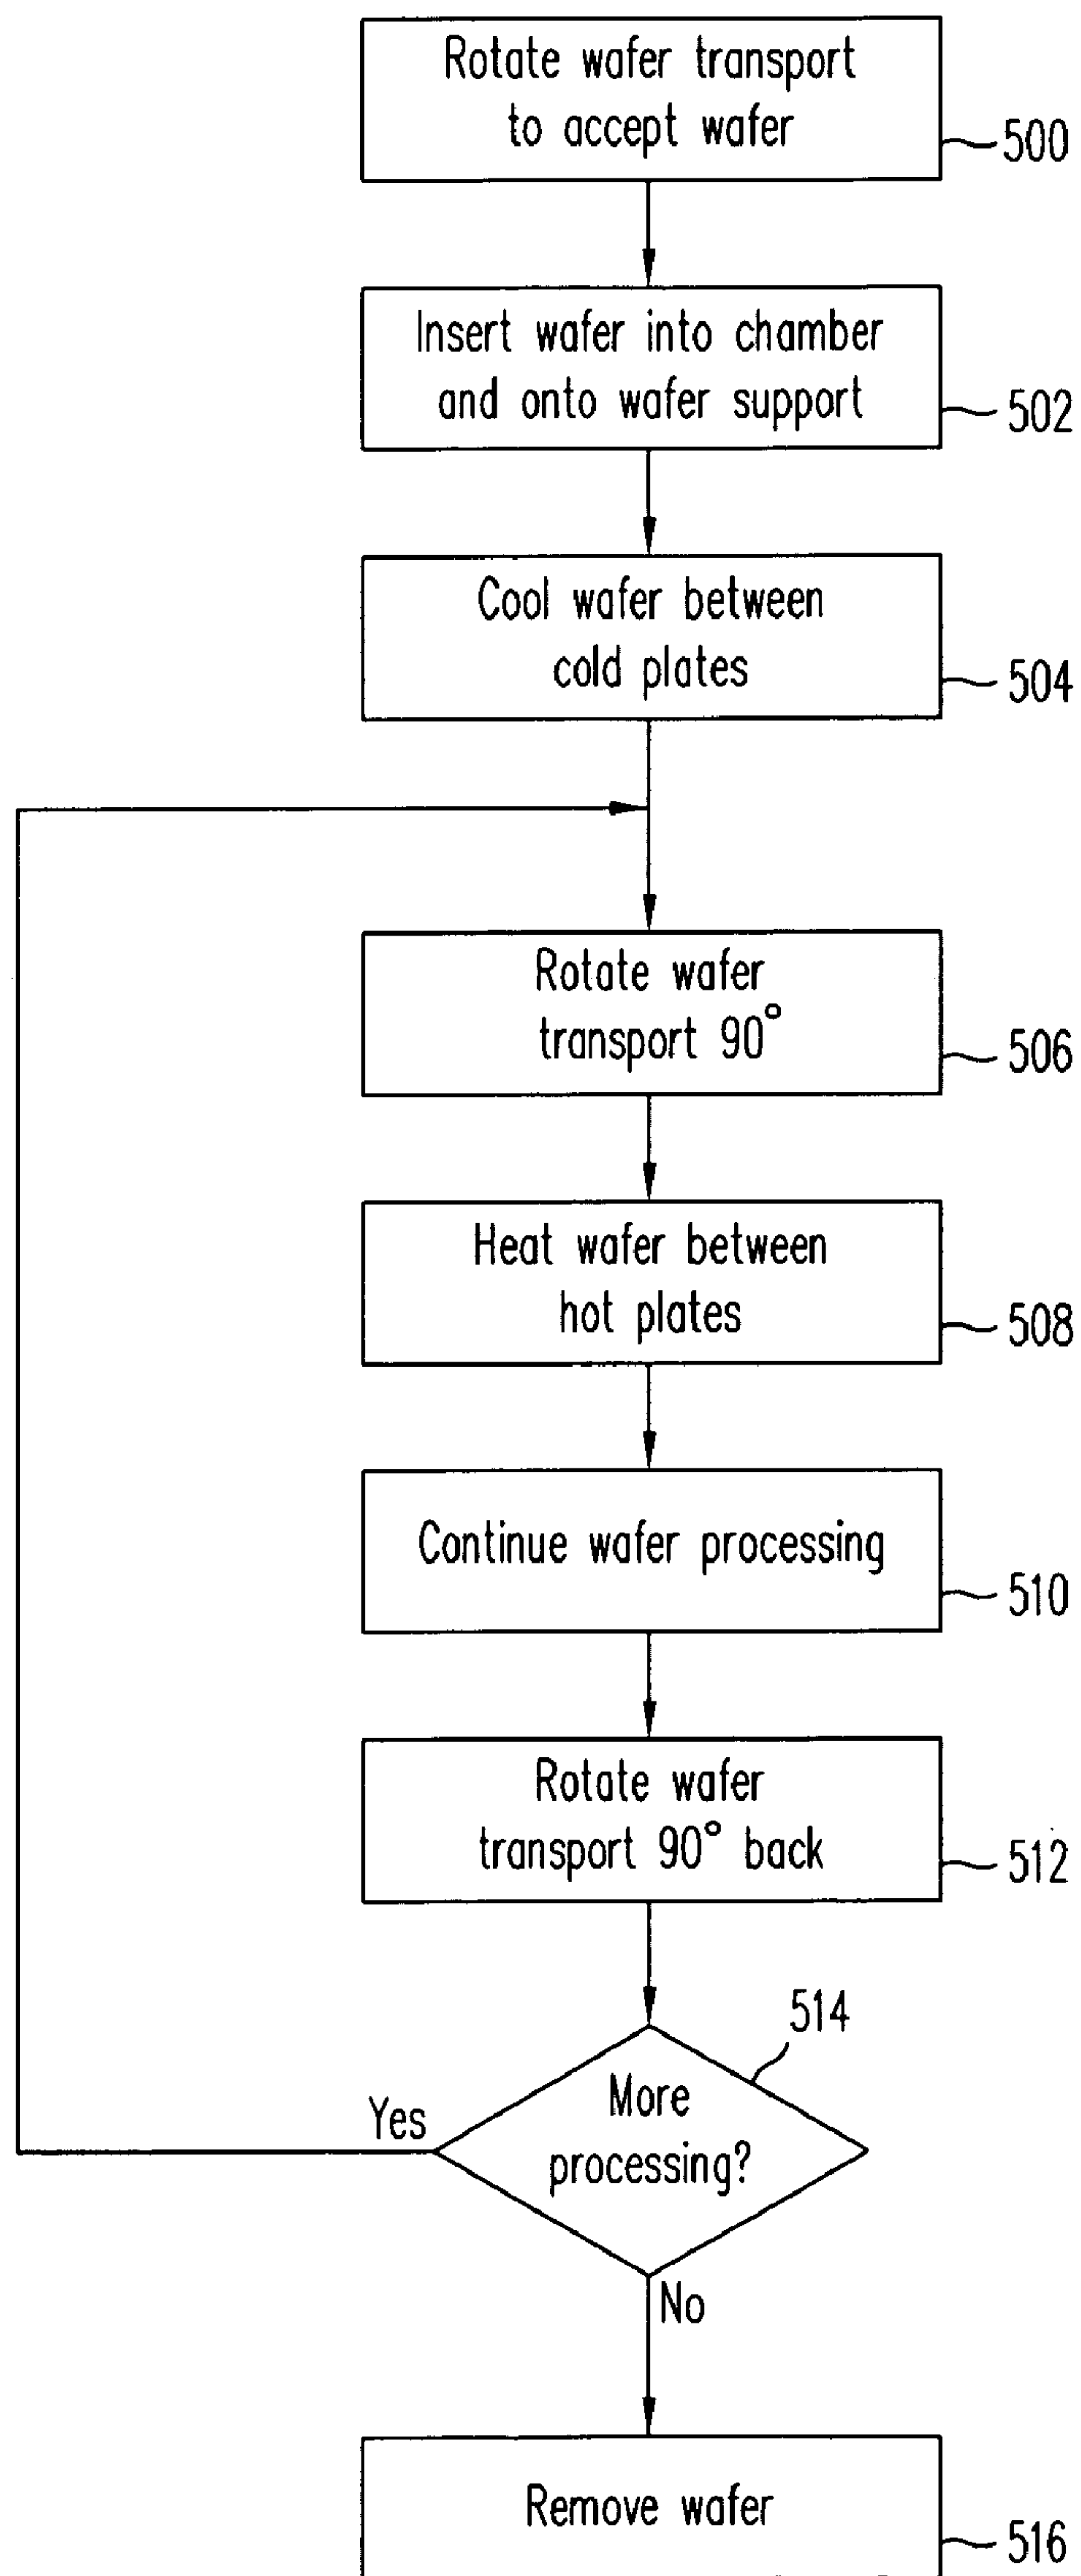 Rotate wafer transport
to accept wafer
500
Insert wafer into chamber
and onto wafer support
502
Cool wafer between
cold plates
504
Rotate wafer
transport 90°
506
Heat wafer between
hot plates
508
Continue wafer processing
510
Rotate wafer
transport 90° back
512
514
More
processing?
Yes
No
Remove wafer
516